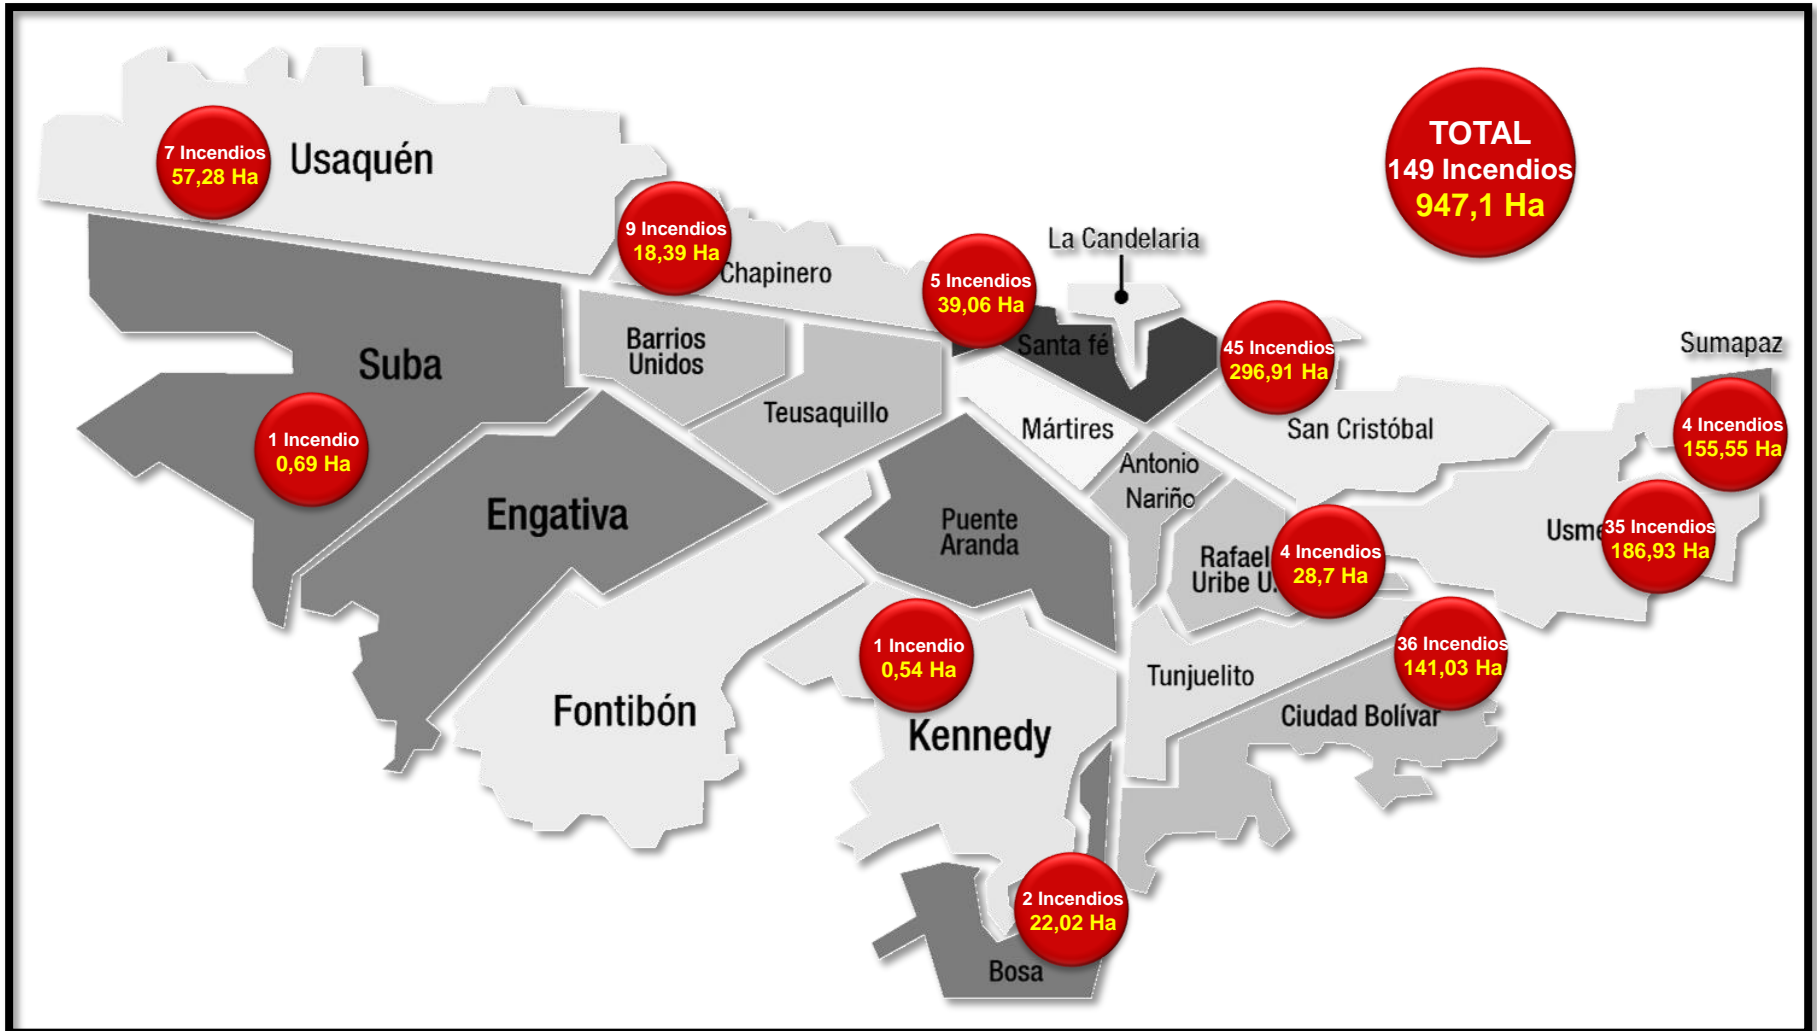 TOTAL
149 Incendios
947,1 Ha
7 Incendios
57,28 Ha
Usaquén
9 Incendios
18,39 Ha
Chapinero
5 Incendios
39,06 Ha
La Candelaria
Santa fé
45 Incendios
296,91 Ha
Sumapaz
4 Incendios
155,55 Ha
Suba
1 Incendio
0,69 Ha
Barrios
Unidos
Teusaquillo
Mártires
San Cristóbal
Antonio
Nariño
Engativa
Puente
Aranda
Rafael
Uribe U.
4 Incendios
28,7 Ha
Usme
35 Incendios
186,93 Ha
1 Incendio
0,54 Ha
Kennedy
Fontibón
Tunjuelito
36 Incendios
141,03 Ha
Ciudad Bolívar
2 Incendios
22,02 Ha
Bosa